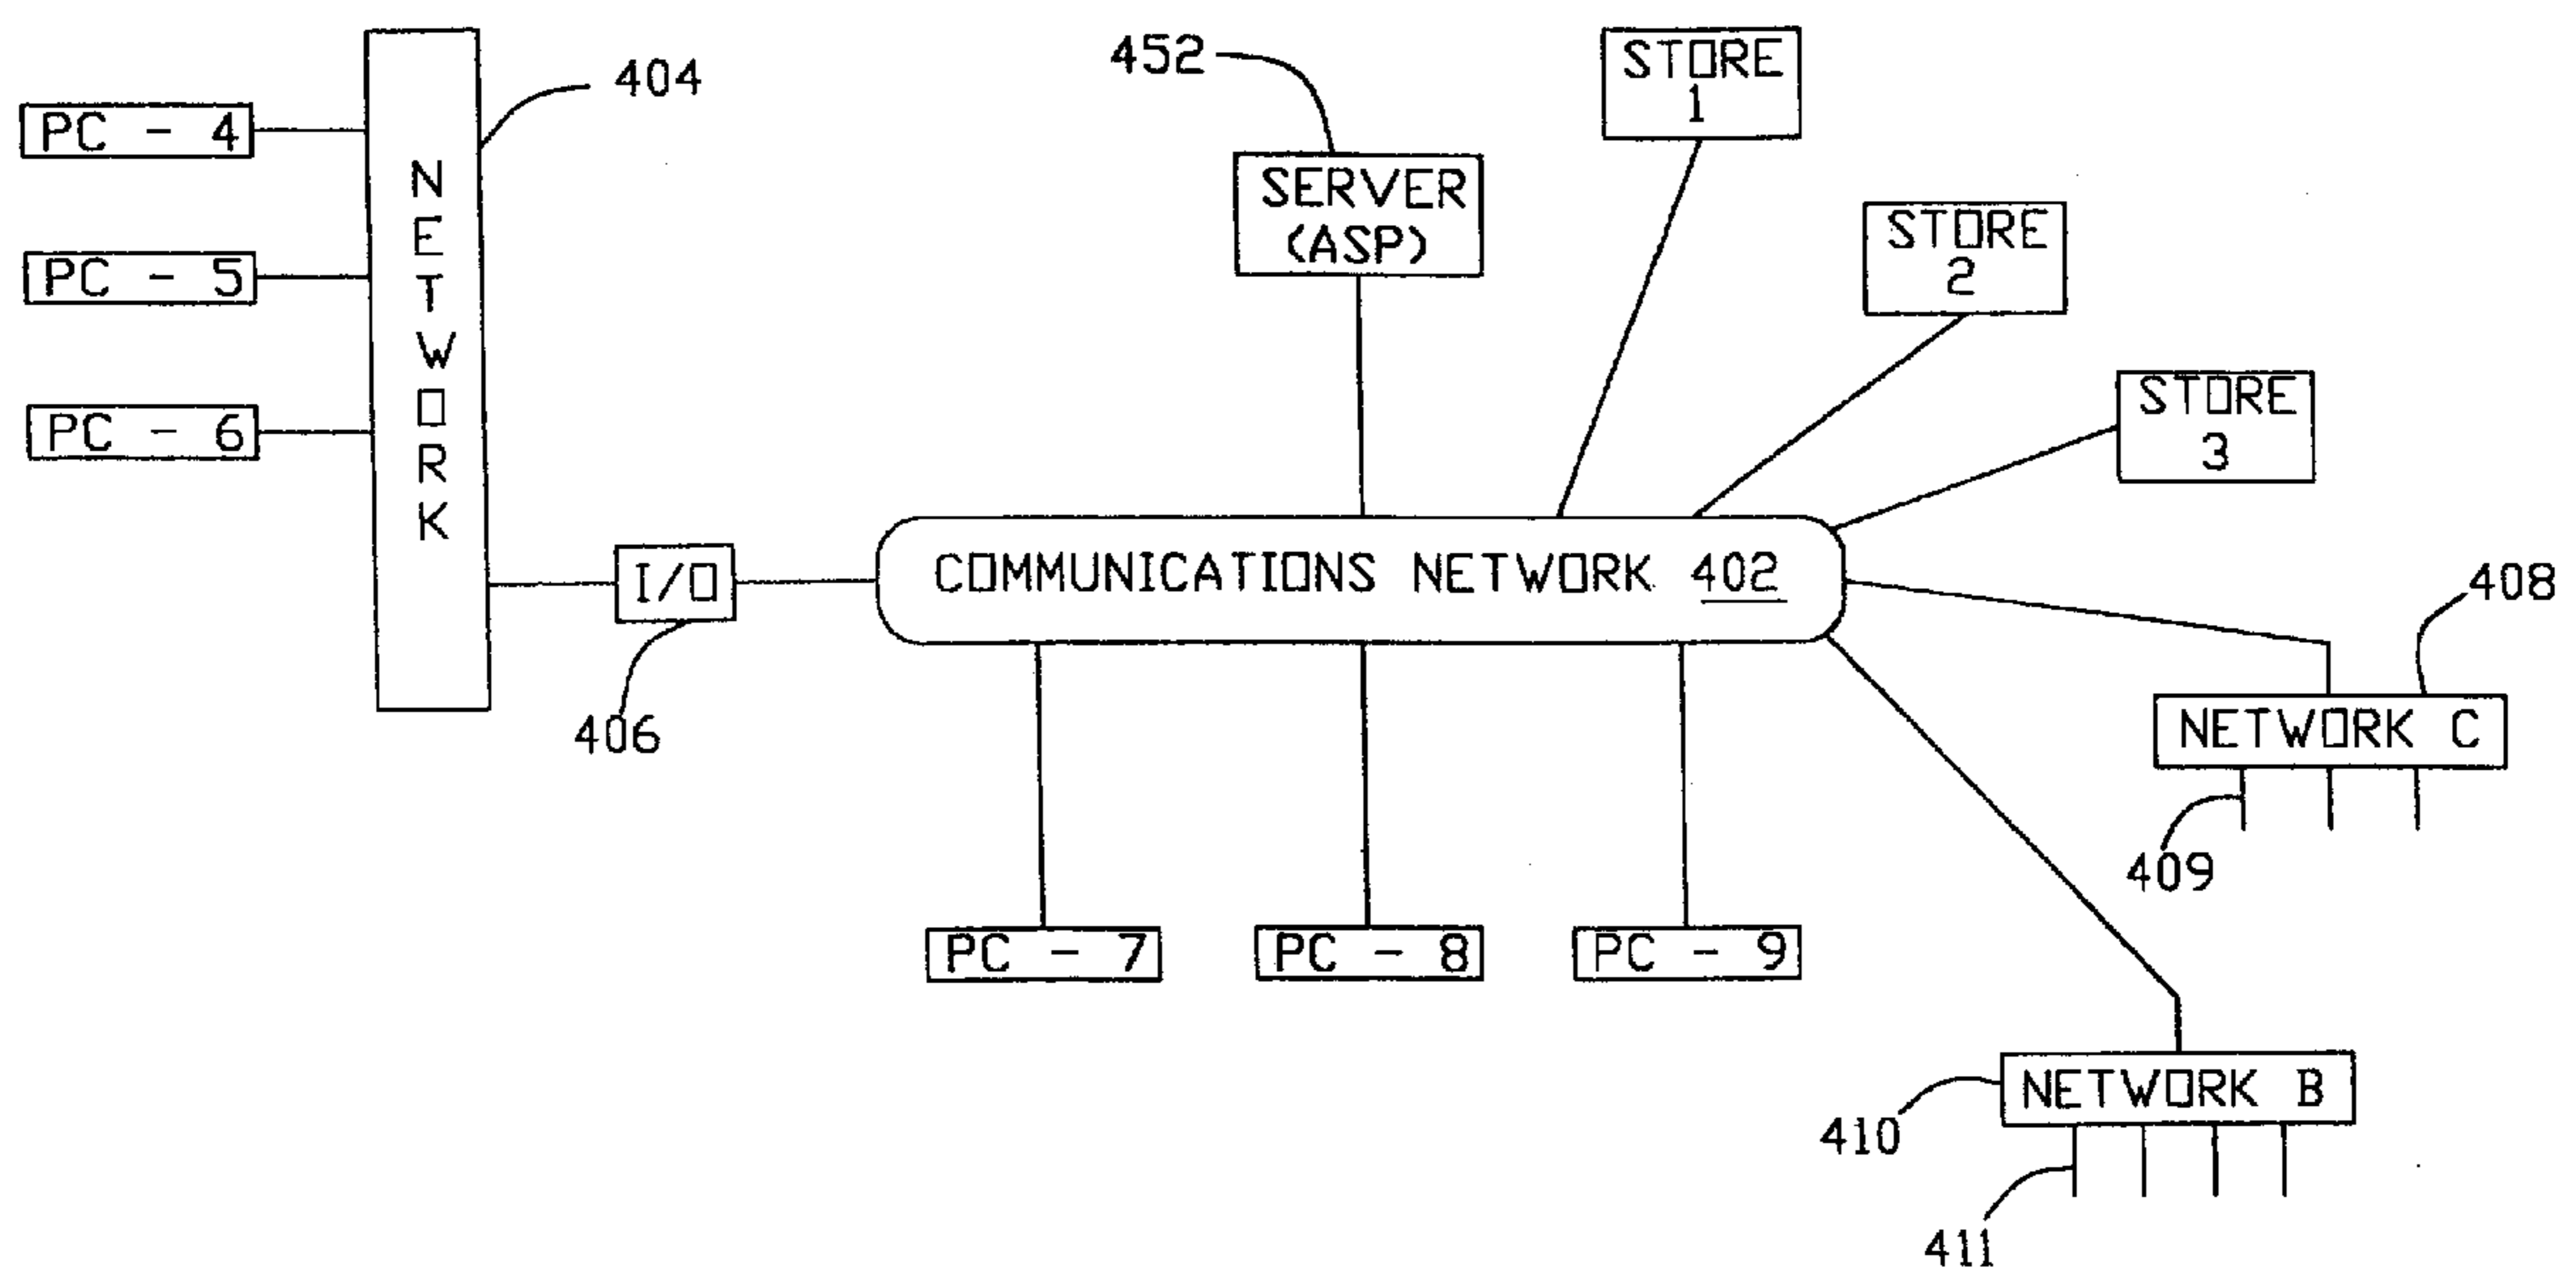 452
STORE
1
404
PC - 4
SERVER
(ASP)
STORE
2
NETWORK
PC - 5
STORE
3
PC - 6
I/O
COMMUNICATIONS NETWORK 402
408
406
NETWORK C
409
PC - 7
PC - 8
PC - 9
NETWORK B
410
411